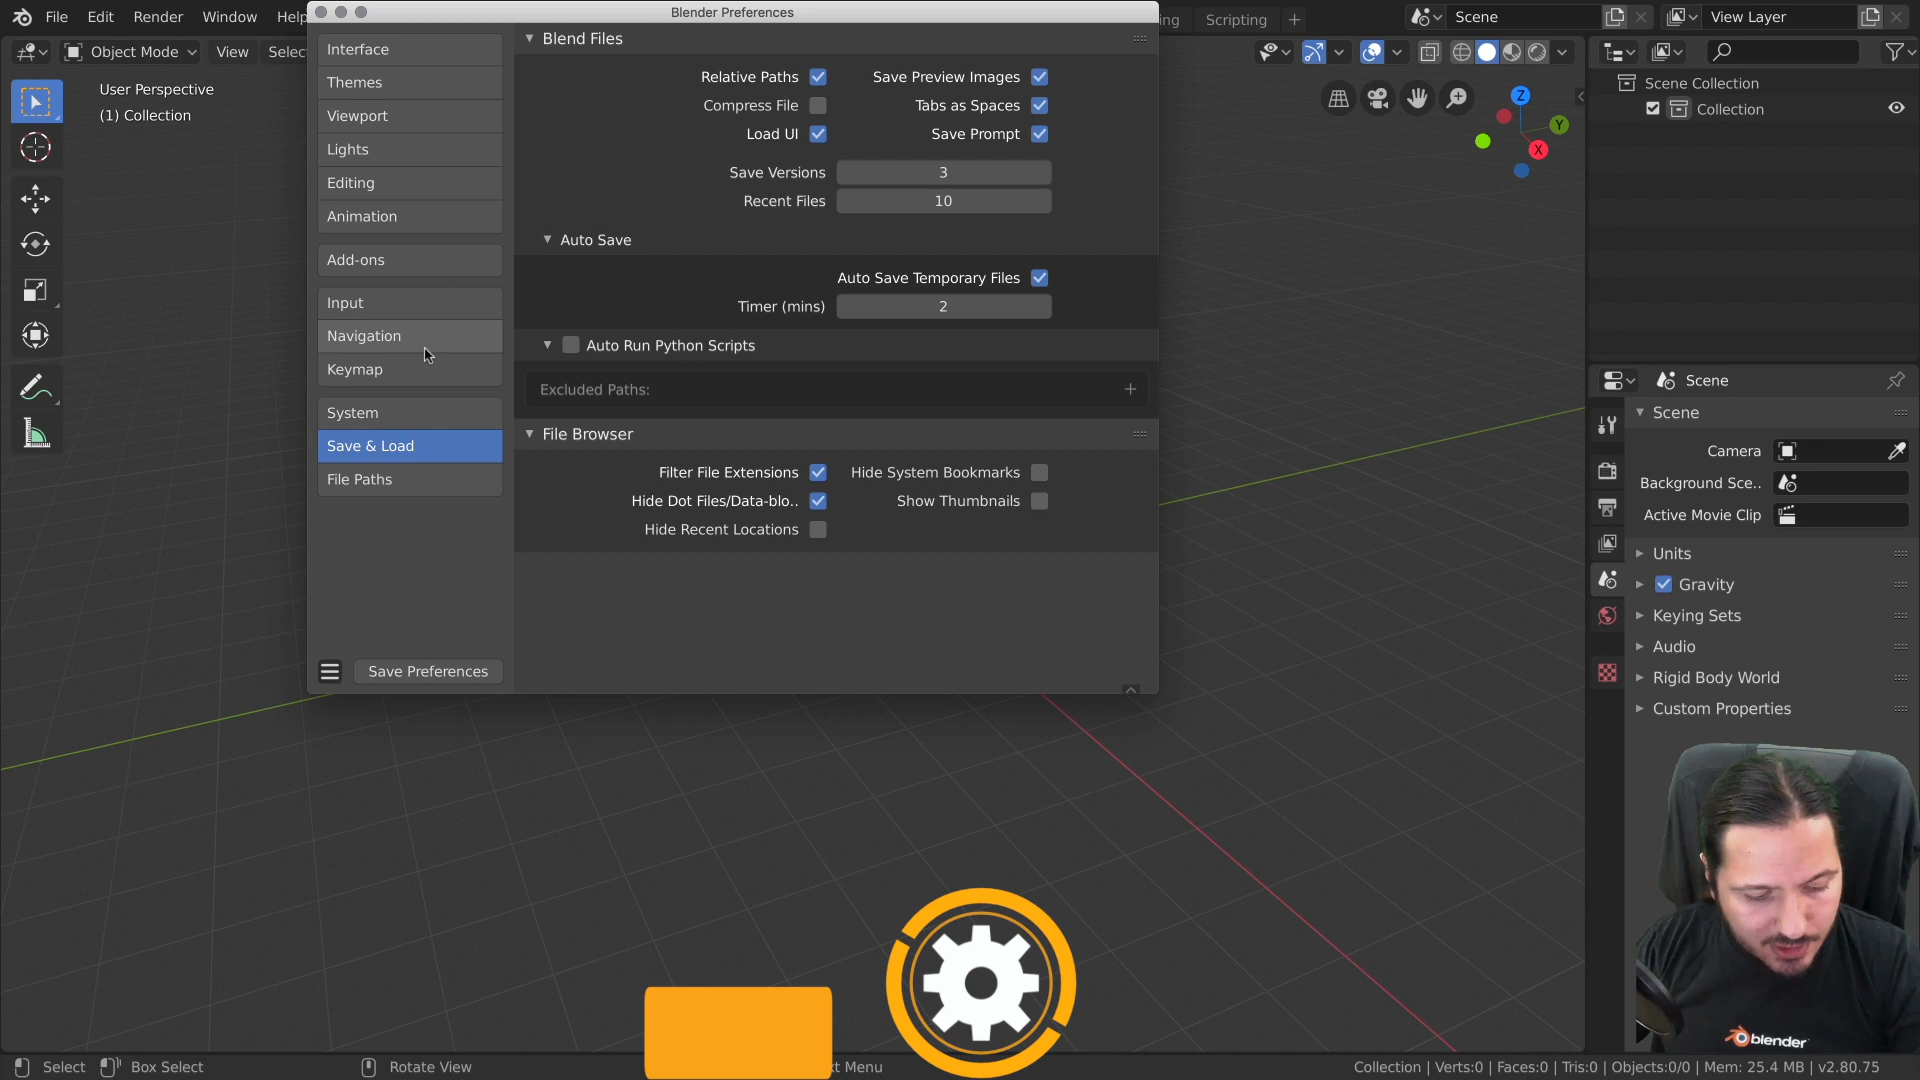 File Edit Render Window Help
Blender Preferences
Scripting
Scene
View Layer
Object Mode
View
User Perspective
(1) Collection
Interface
Themes
Viewport
Lights
Editing
Animation
Add-ons
Input
Navigation
Keymap
System
Save & Load
File Paths
Save Preferences
Blend Files
Relative Paths
Save Preview Images
Compress File
Tabs as Spaces
Load UI
Save Prompt
Save Versions 3
Recent Files 10
Auto Save
Auto Save Temporary Files
Timer (mins) 2
Auto Run Python Scripts
Excluded Paths:
File Browser
Filter File Extensions
Hide System Bookmarks
Hide Dot Files/Data-blo..
Show Thumbnails
Hide Recent Locations
Z
Y
X
Scene Collection
Collection
Scene
Scene
Camera
Background Sce..
Active Movie Clip
Units
Gravity
Keying Sets
Audio
Rigid Body World
Custom Properties
blender
Select
Box Select
Rotate View
Menu
Collection | Verts:0 | Faces:0 | Tris:0 | Objects:0/0 | Mem: 25.4 MB | v2.80.75